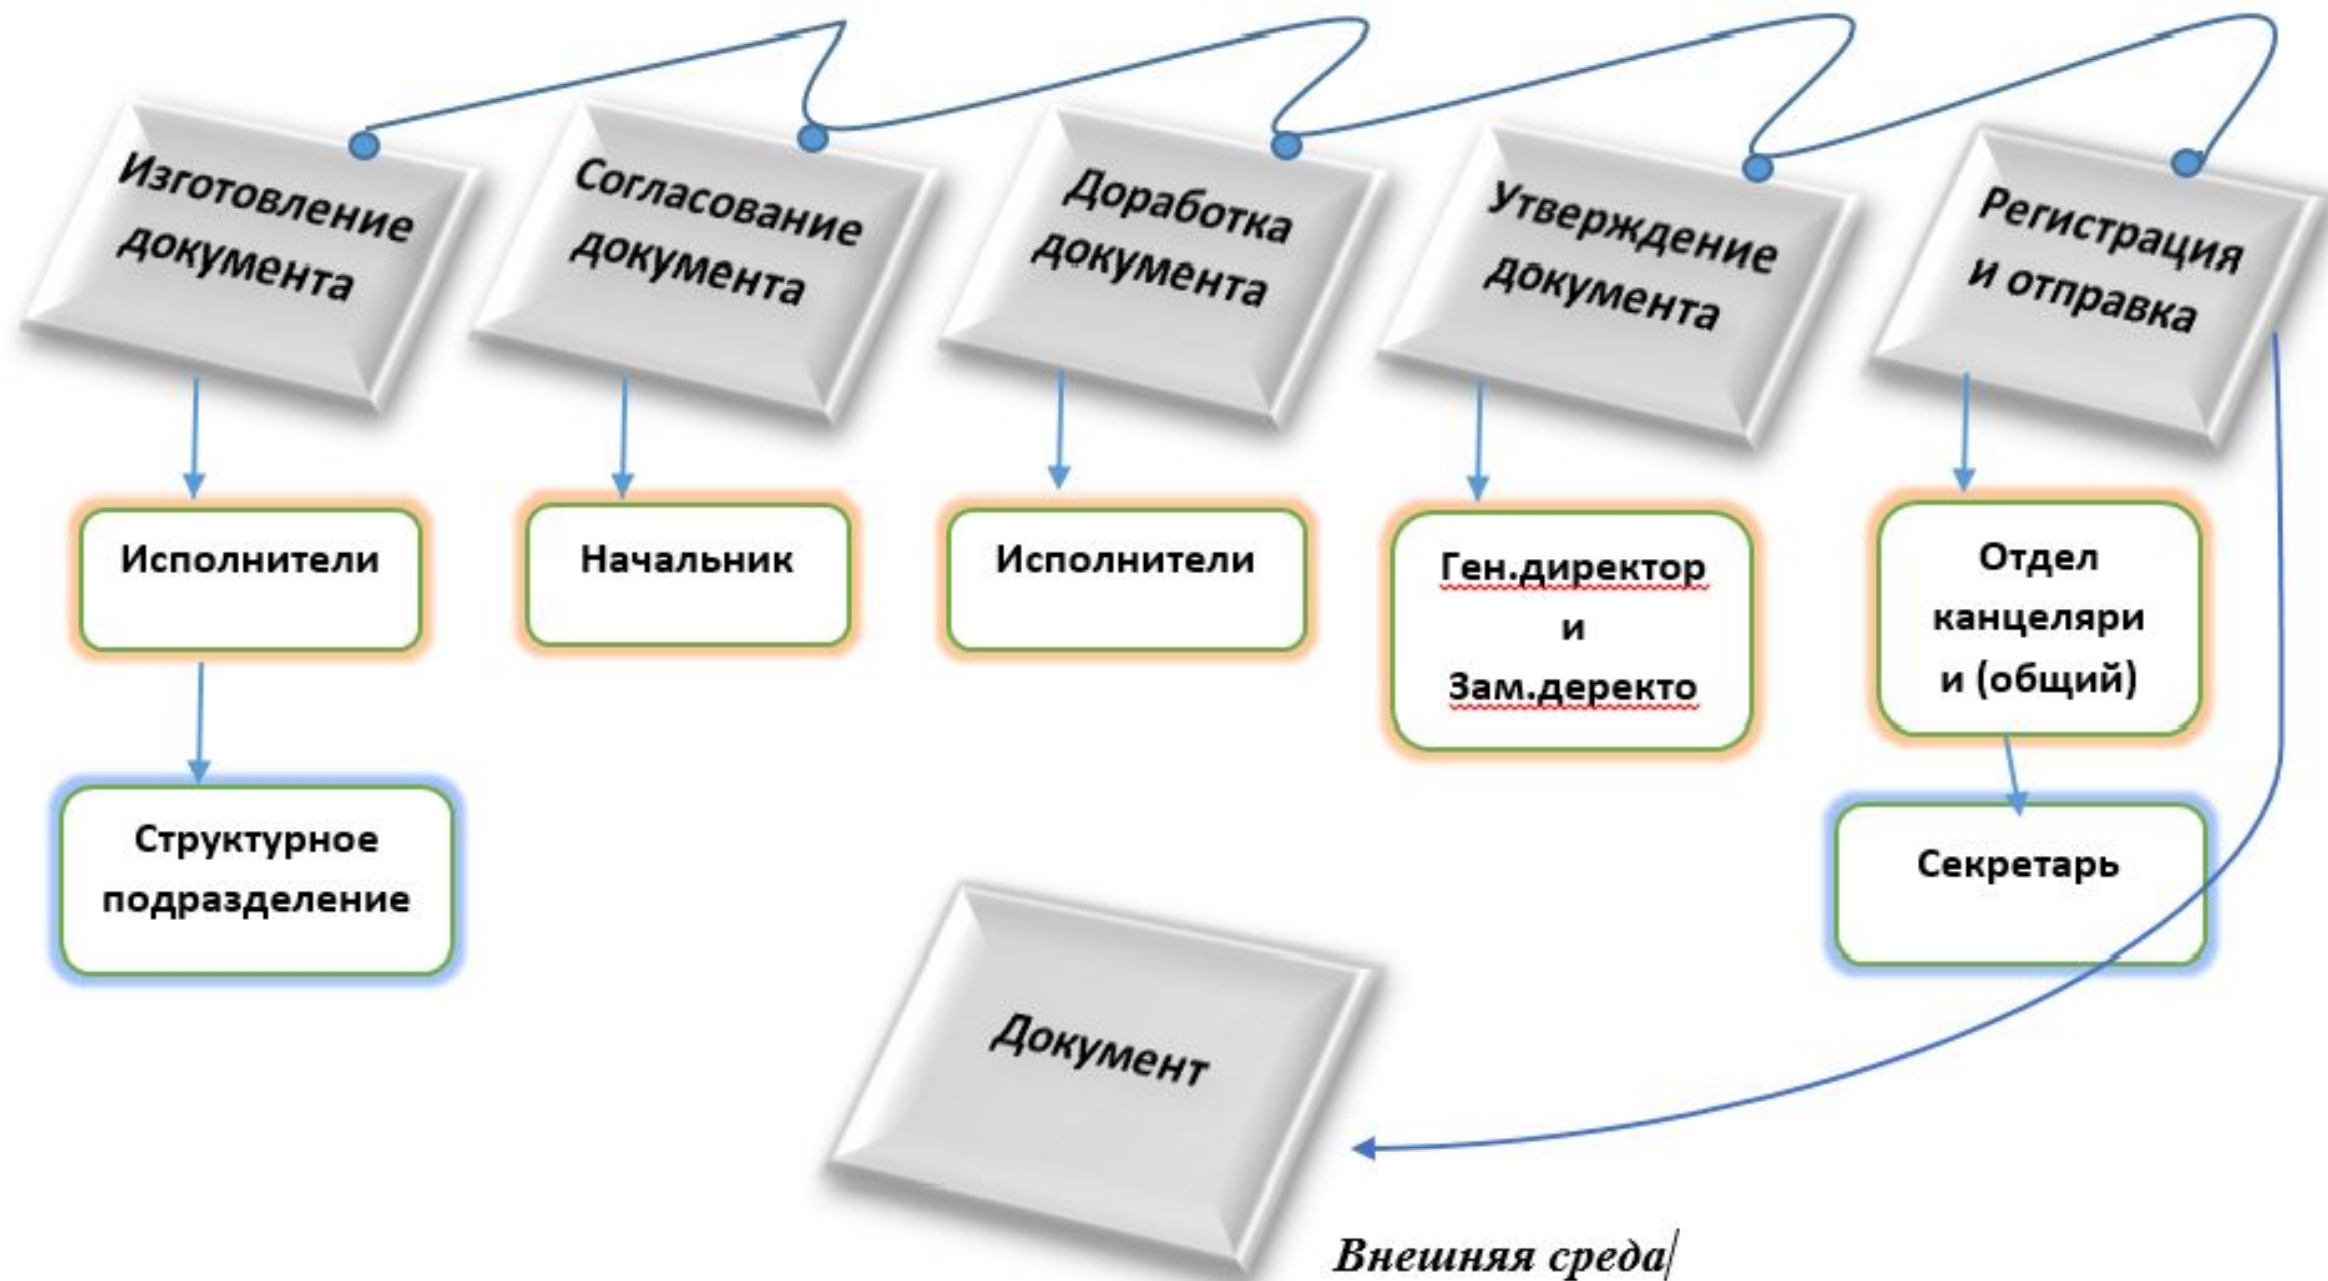 Изготовление
документа
Согласование
документа
Доработка
документа
Утверждение
документа
Регистрация
и отправка
Исполнители
Начальник
Исполнители
Ген.директор
и
Зам.деректо
Отдел
канцеляри
и (общий)
Структурное
подразделение
Секретарь
Документ
Внешняя среда